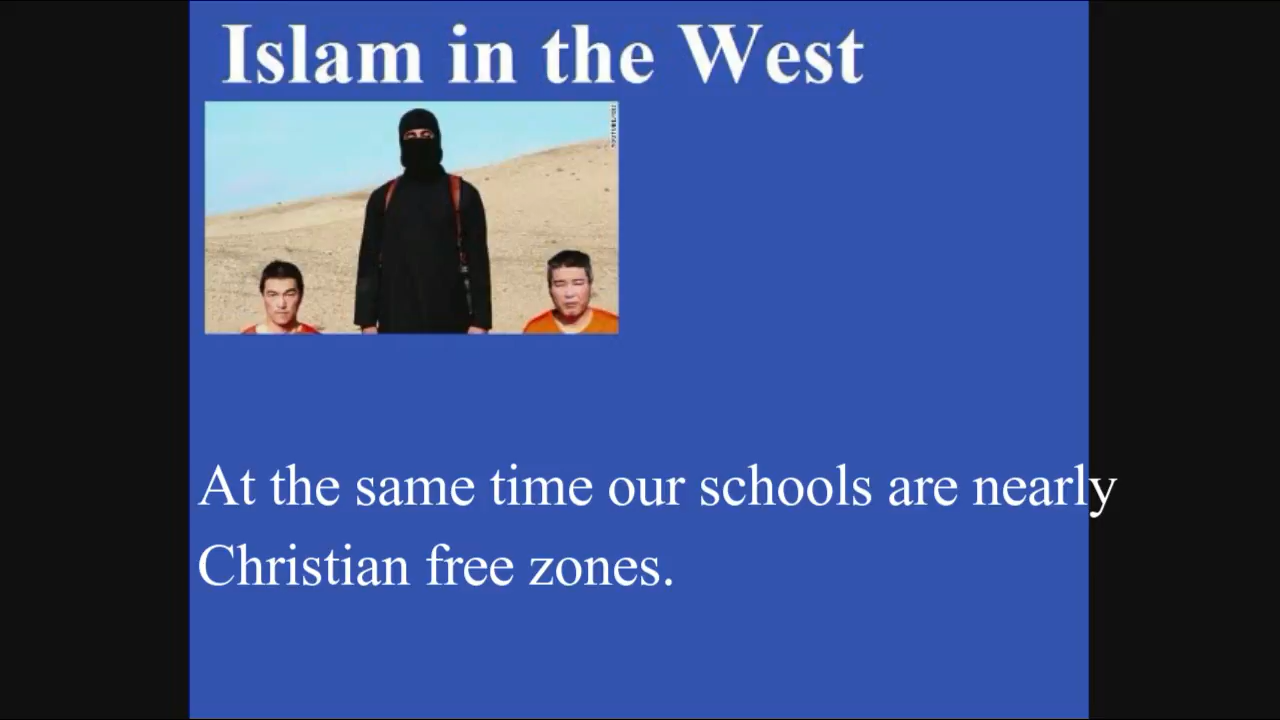 Islam in the West
At the same time our schools are nearly
Christian free zones.